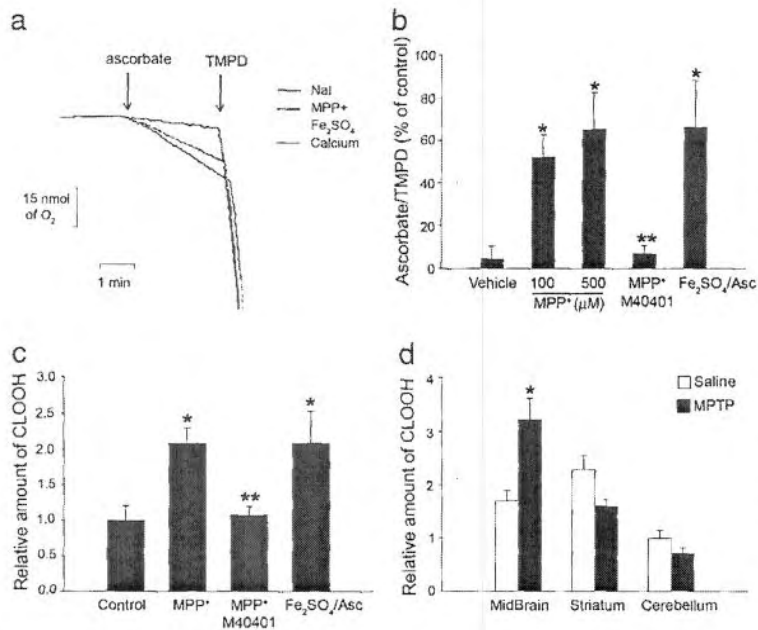 a
ascorbate TMPD
Nal
MPP+
Fe₂SO₄
Calcium
15 nmol
of O₂
1 min
b
Ascorbate/TMPD (% of control)
100
80
60
40
20
0
*
*
**
*
Vehicle 100 500 MPP⁺ Fe₂SO₄/Asc
MPP⁺ (μM) M40401
c
Relative amount of CLOOH
3.0
2.5
2.0
1.5
1.0
0.5
0.0
*
**
*
Control MPP⁺ MPP⁺ Fe₂SO₄/Asc
M40401
d
Relative amount of CLOOH
4
3
2
1
0
*
Saline
MPTP
MidBrain Striatum Cerebellum